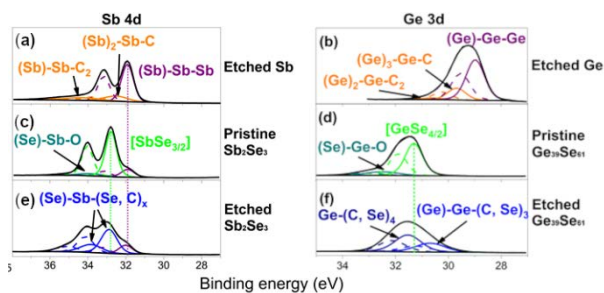 Sb 4d
Ge 3d
(a)
(Sb)₂-Sb-C
(Sb)-Sb-C₂
(Sb)-Sb-Sb
Etched Sb
(b)
(Ge)-Ge-Ge
(Ge)₃-Ge-C
(Ge)₂-Ge-C₂
Etched Ge
(c)
(Se)-Sb-O
[SbSe₃/₂]
Pristine
Sb₂Se₃
(d)
[GeSe₄/₂]
(Se)-Ge-O
Pristine
Ge₃₉Se₆₁
(e)
(Se)-Sb-(Se, C)ₓ
Etched
Sb₂Se₃
(f)
Ge-(C, Se)₄
(Ge)-Ge-(C, Se)₃
Etched
Ge₃₉Se₆₁
34 32 30 28
34 32 30 28
Binding energy (eV)